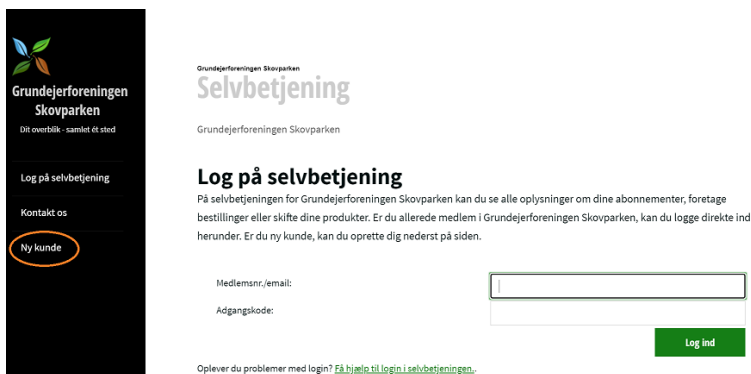 Grundejerforeningen
Skovparken
Dit overblik - samlet ét sted
Log på selvbetjening
Kontakt os
Ny kunde
Grundejerforeningen Skovparken
Selvbetjening
Grundejerforeningen Skovparken
Log på selvbetjening
På selvbetjeningen for Grundejerforeningen Skovparken kan du se alle oplysninger om dine abonnementer, foretage
bestillinger eller skifte dine produkter. Er du allerede medlem i Grundejerforeningen Skovparken, kan du logge direkte ind
herunder. Er du ny kunde, kan du oprette dig nederst på siden.
Medlemsnr./email:
Adgangskode:
Log ind
Oplever du problemer med login? Få hjælp til login i selvbetjeningen..